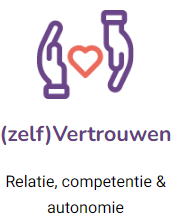 (zelf)Vertrouwen
Relatie, competentie &
autonomie